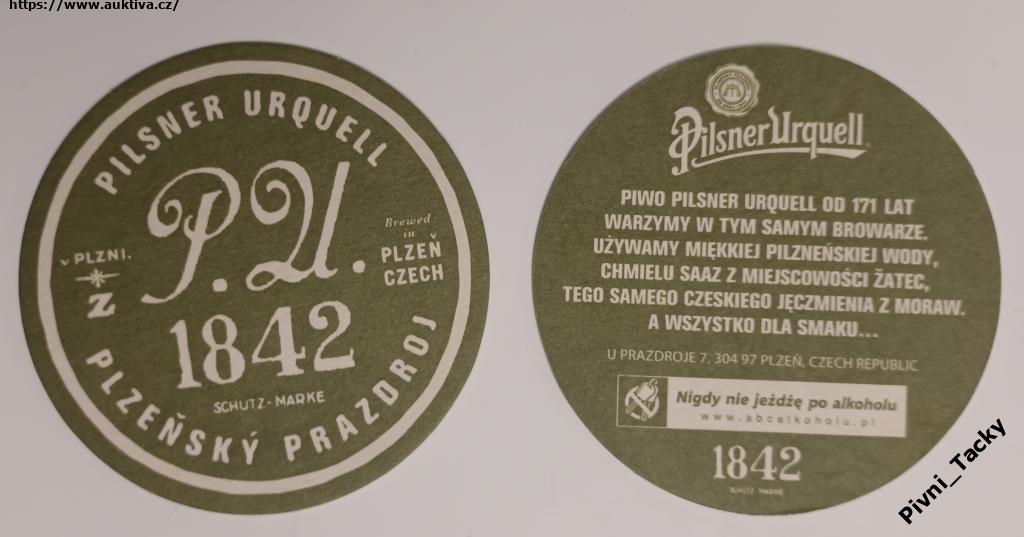 https://www.auktiva.cz/
PILSNER URQUELL
P.U.
v PLZNI.
Z
Brewed
in
PLZEŇ
CZECH
1842
SCHUTZ-MARKE
PLZEŇSKÝ PRAZDROJ
Pilsner Urquell
PIWO PILSNER URQUELL OD 171 LAT
WARZYMY W TYM SAMYM BROWARZE.
UŻYWAMY MIĘKKIEJ PILZNEŃSKIEJ WODY,
CHMIELU SAAZ Z MIEJSCOWOŚCI ŽATEC,
TEGO SAMEGO CZESKIEGO JĘCZMIENIA Z MORAW.
A WSZYSTKO DLA SMAKU...
U PRAZDROJE 7, 304 97 PLZEŇ, CZECH REPUBLIC
Nigdy nie jeżdżę po alkoholu
www.abcalkoholu.pl
1842
SCHUTZ MARKE
Pivni_Tacky